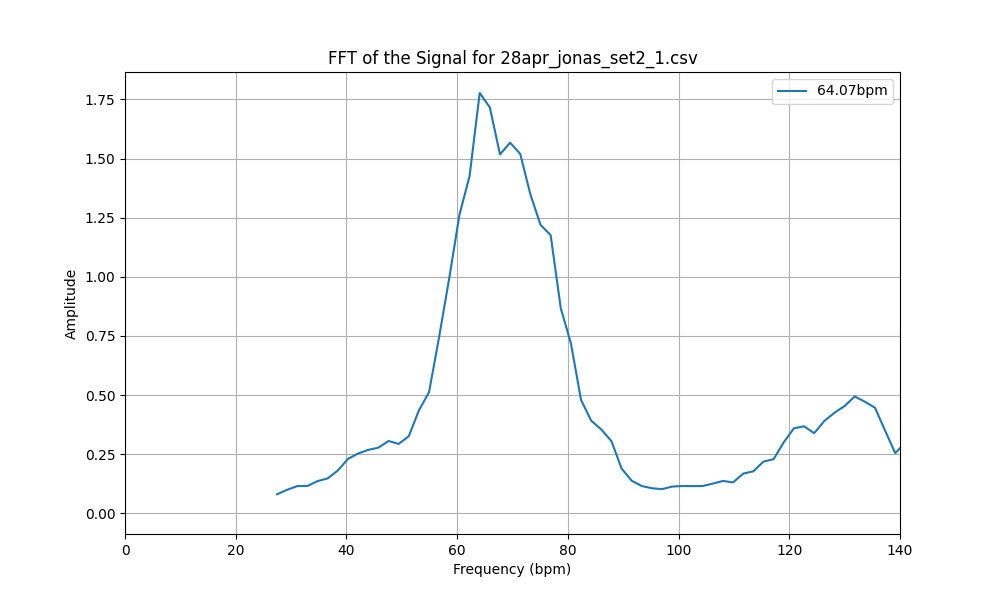 FFT of the Signal for 28apr_jonas_set2_1.csv
64.07bpm
1.75
1.50
1.25
1.00
0.75
0.50
0.25
0.00
Amplitude
0 20 40 60 80 100 120 140
Frequency (bpm)